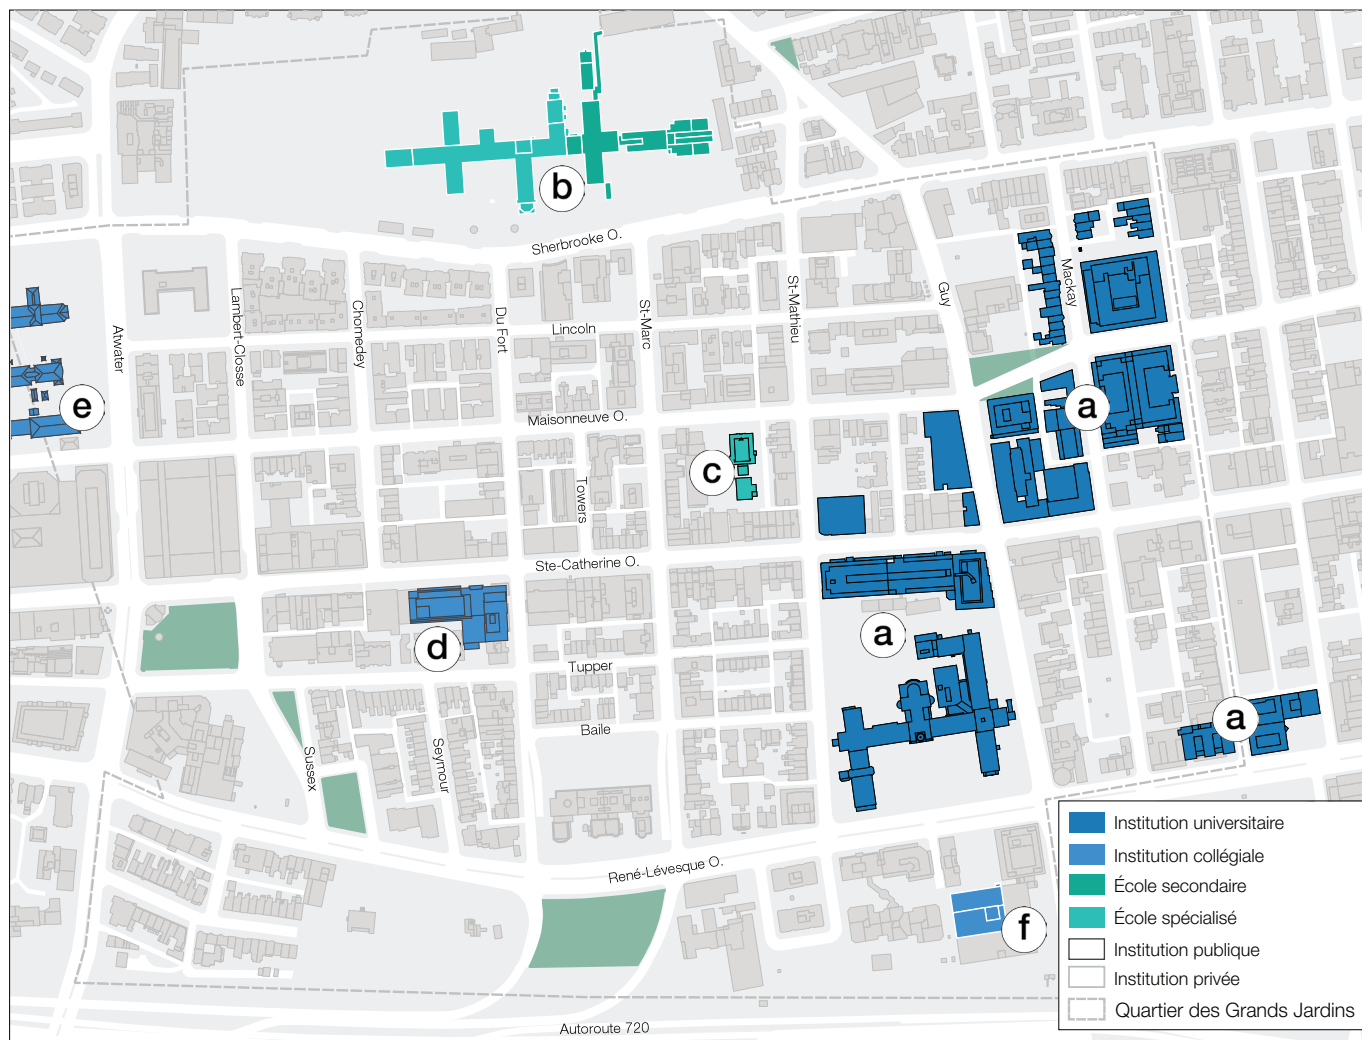 b
Sherbrooke O.
Mackay
Guy
St-Mathieu
St-Marc
Lincoln
Du Fort
Chomedey
Lambert-Closse
Atwater
e
a
Maisonneuve O.
c
Towers
Ste-Catherine O.
d
a
Tupper
a
Baile
Seymour
Sussex
René-Lévesque O.
f
Autoroute 720
Institution universitaire
Institution collégiale
École secondaire
École spécialisé
Institution publique
Institution privée
Quartier des Grands Jardins